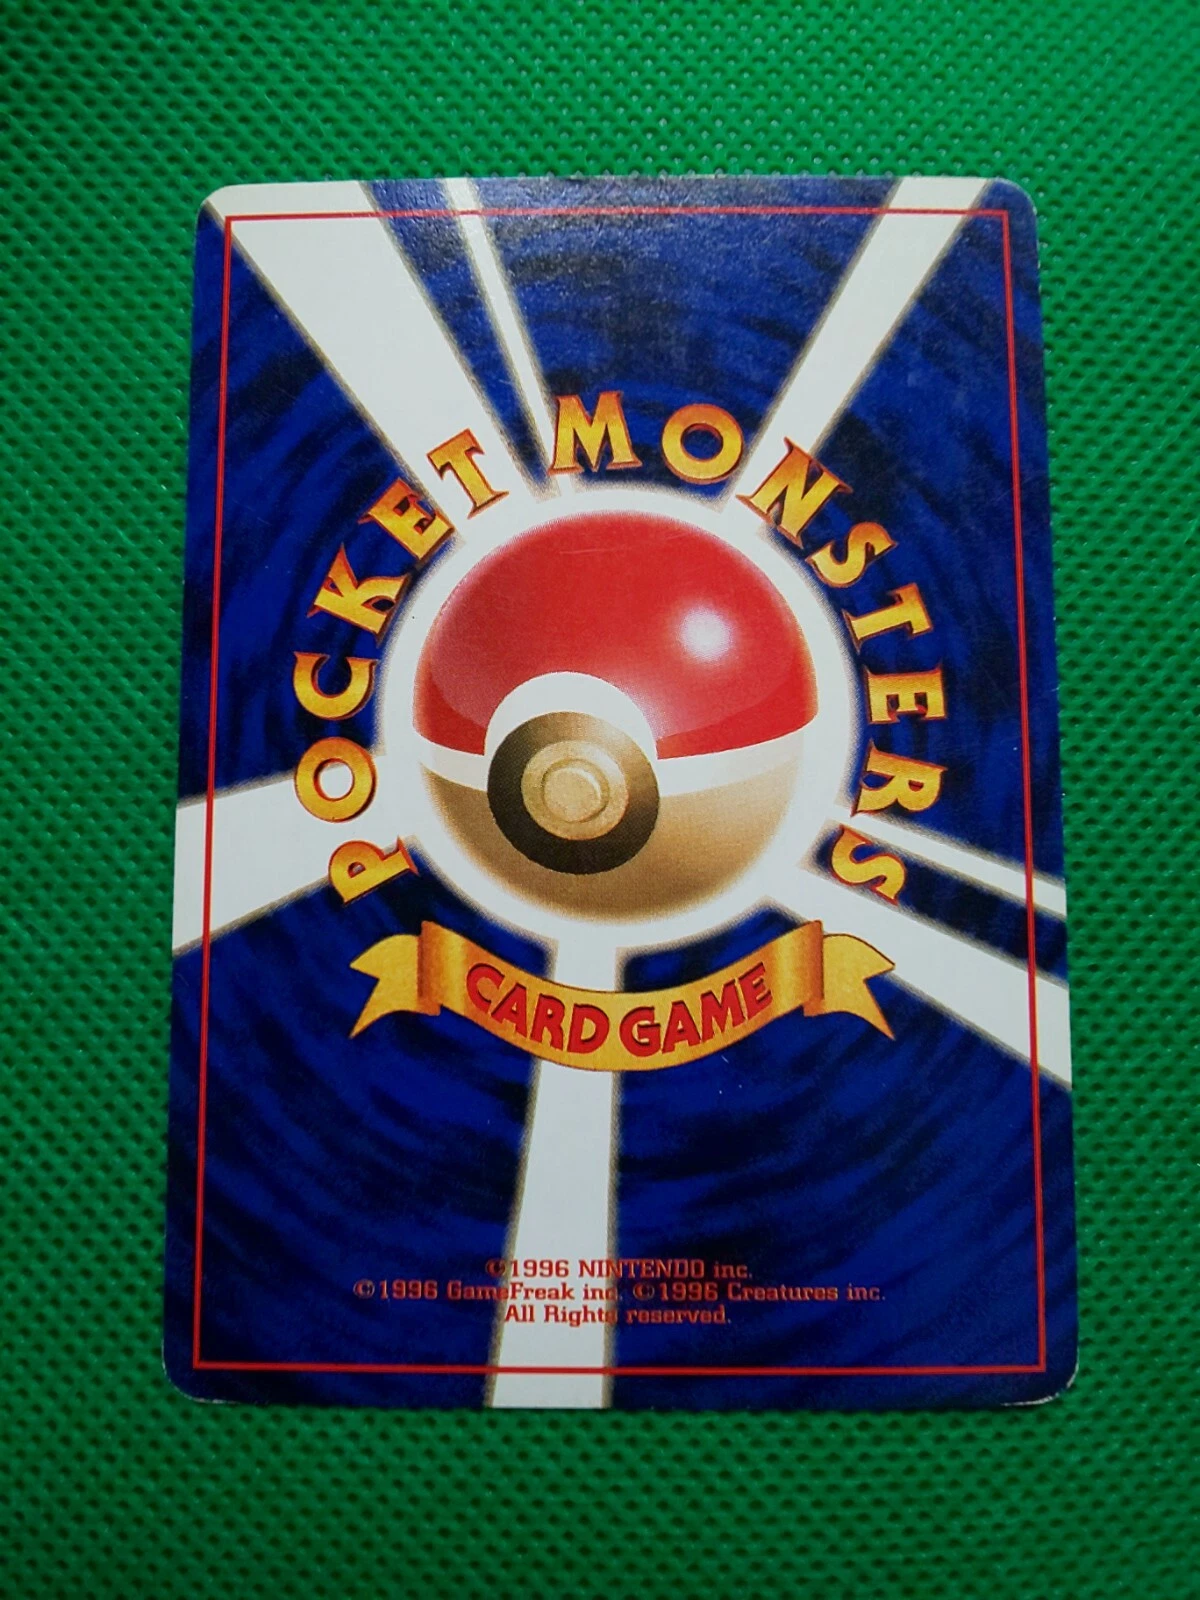 POCKET MONSTERS
CARD GAME
©1996 NINTENDO inc.
©1996 GameFreak inc. ©1996 Creatures inc.
All Rights reserved.